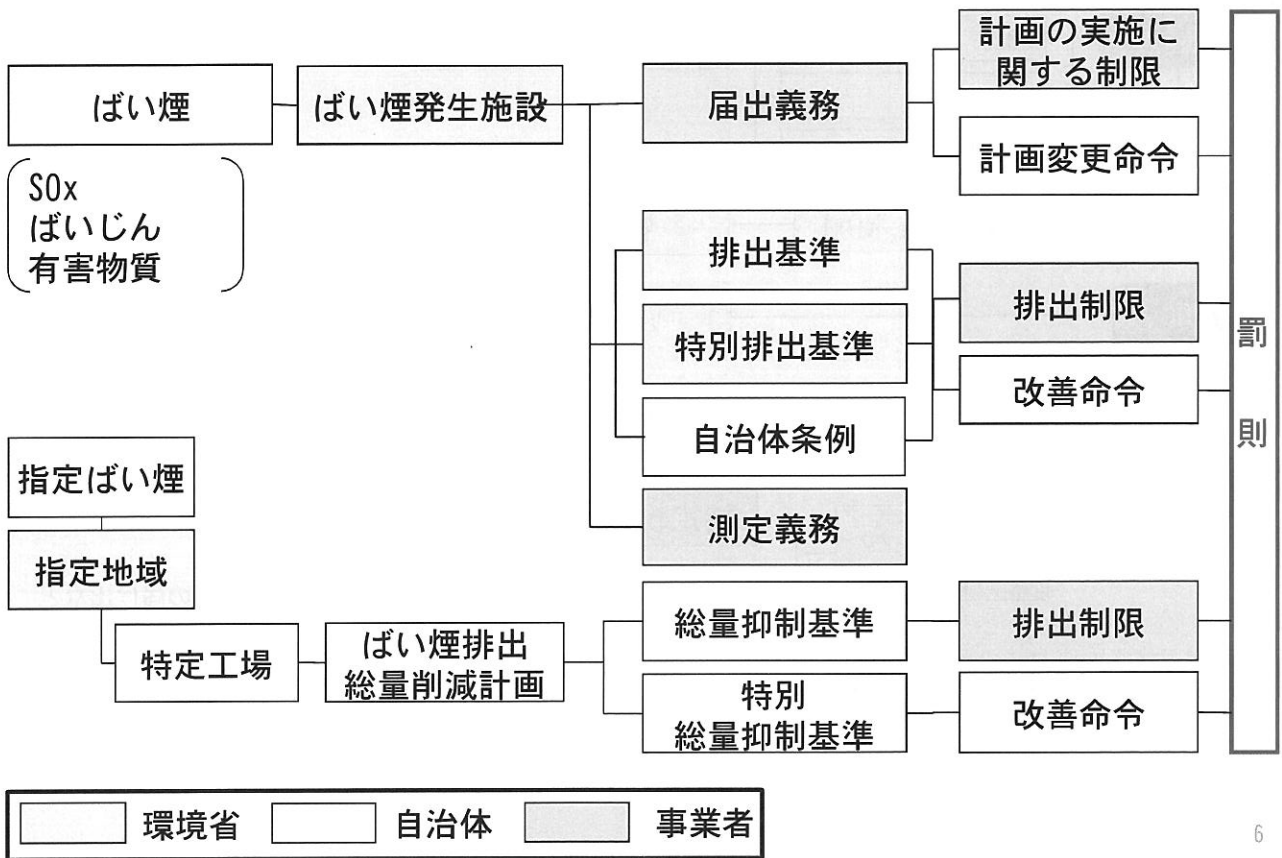 ばい煙
SOx
ばいじん
有害物質
ばい煙発生施設
届出義務
計画の実施に
関する制限
計画変更命令
排出基準
特別排出基準
自治体条例
排出制限
改善命令
測定義務
指定ばい煙
指定地域
特定工場
ばい煙排出
総量削減計画
総量抑制基準
特別
総量抑制基準
排出制限
改善命令
罰則
環境省
自治体
事業者
6